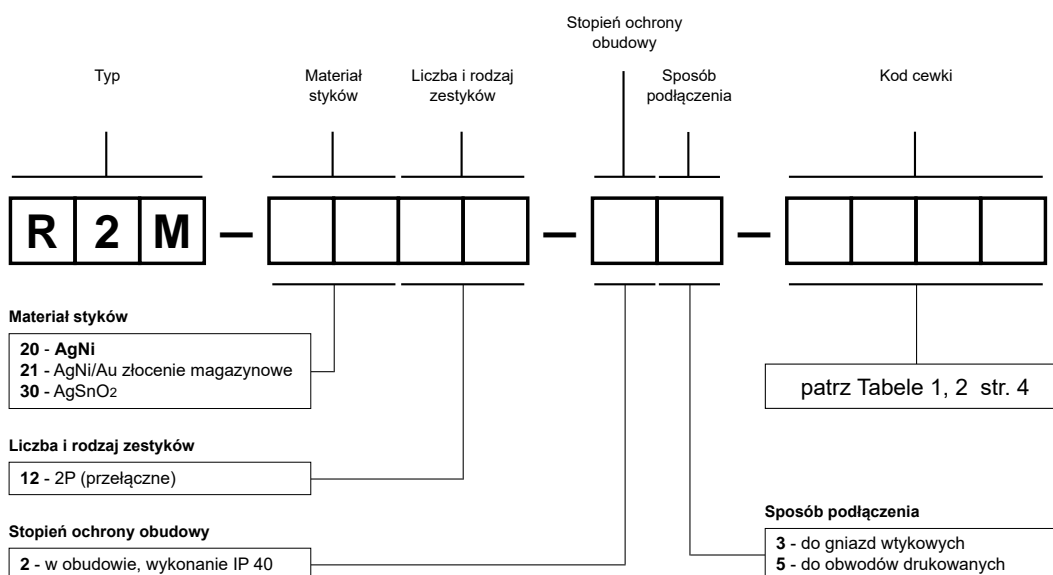 Stopień ochrony
obudowy
Typ
Materiał
styków
Liczba i rodzaj
zestyków
Sposób
podłączenia
Kod cewki
R 2 M – –  –
Materiał styków
20 - AgNi
21 - AgNi/Au złocenie magazynowe
30 - AgSnO2
patrz Tabele 1, 2 str. 4
Liczba i rodzaj zestyków
12 - 2P (przełączne)
Stopień ochrony obudowy
2 - w obudowie, wykonanie IP 40
Sposób podłączenia
3 - do gniazd wtykowych
5 - do obwodów drukowanych